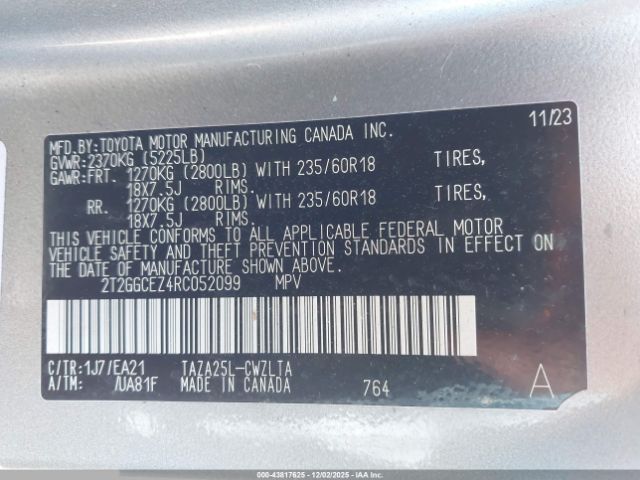 MFD.BY:TOYOTA MOTOR MANUFACTURING CANADA INC. 11/23
GVWR:2370KG (5225LB)
GAWR:FRT. 1270KG (2800LB) WITH 235/60R18 TIRES,
18X7.5J RIMS.
RR. 1270KG (2800LB) WITH 235/60R18 TIRES,
18X7.5J RIMS.
THIS VEHICLE CONFORMS TO ALL APPLICABLE FEDERAL MOTOR
VEHICLE SAFETY AND THEFT PREVENTION STANDARDS IN EFFECT ON
THE DATE OF MANUFACTURE SHOWN ABOVE.
2T2GGCEZ4RC052099 MPV
C/TR:1J7/EA21 TAZA25L-CWZLTA
A/TM: /UA81F MADE IN CANADA 764 A
000-43817625 - 12/02/2025 - IAA